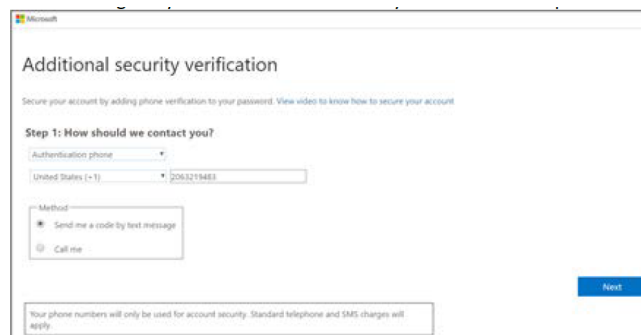 Microsoft
Additional security verification
Secure your account by adding phone verification to your password. View video to know how to secure your account
Step 1: How should we contact you?
Authentication phone
United States (+1) 2063219483
Method
Send me a code by text message
Call me
Next
Your phone numbers will only be used for account security. Standard telephone and SMS charges will
apply.